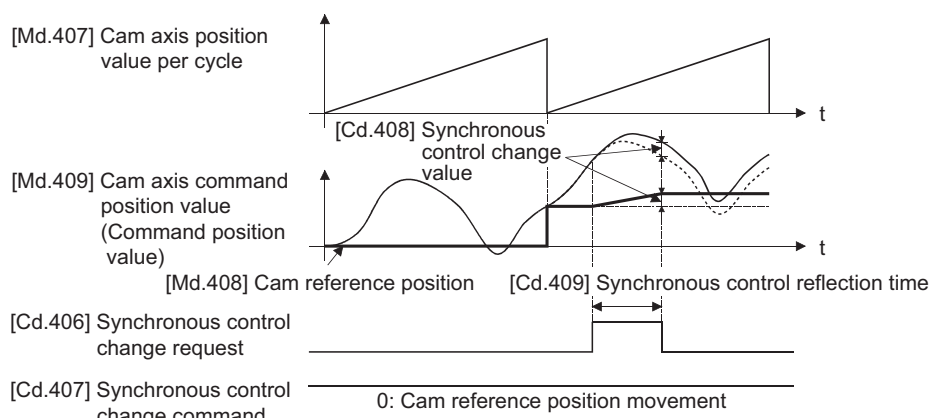 [Md.407] Cam axis position
value per cycle
t
[Cd.408] Synchronous
control change
value
[Md.409] Cam axis command
position value
(Command position
value)
t
[Md.408] Cam reference position
[Cd.409] Synchronous control reflection time
[Cd.406] Synchronous control
change request
[Cd.407] Synchronous control
change command
0: Cam reference position movement